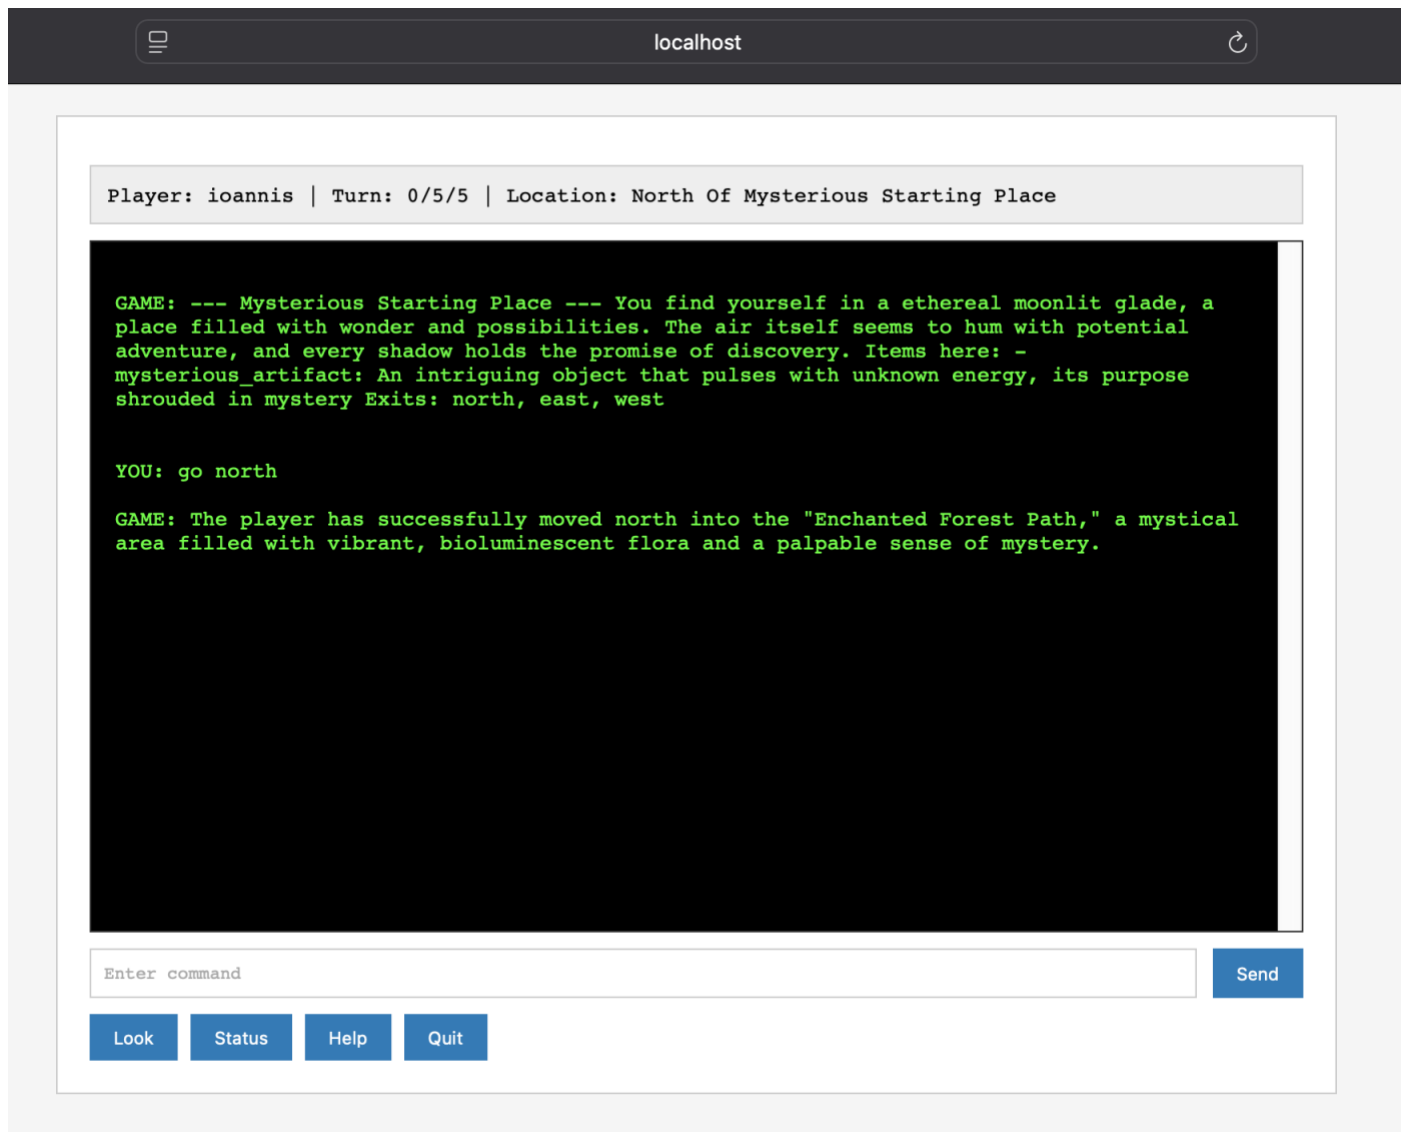 localhost
Player: ioannis | Turn: 0/5/5 | Location: North Of Mysterious Starting Place
GAME: --- Mysterious Starting Place --- You find yourself in a ethereal moonlit glade, a
place filled with wonder and possibilities. The air itself seems to hum with potential
adventure, and every shadow holds the promise of discovery. Items here: -
mysterious_artifact: An intriguing object that pulses with unknown energy, its purpose
shrouded in mystery Exits: north, east, west
YOU: go north
GAME: The player has successfully moved north into the "Enchanted Forest Path," a mystical
area filled with vibrant, bioluminescent flora and a palpable sense of mystery.
Enter command
Send
Look
Status
Help
Quit